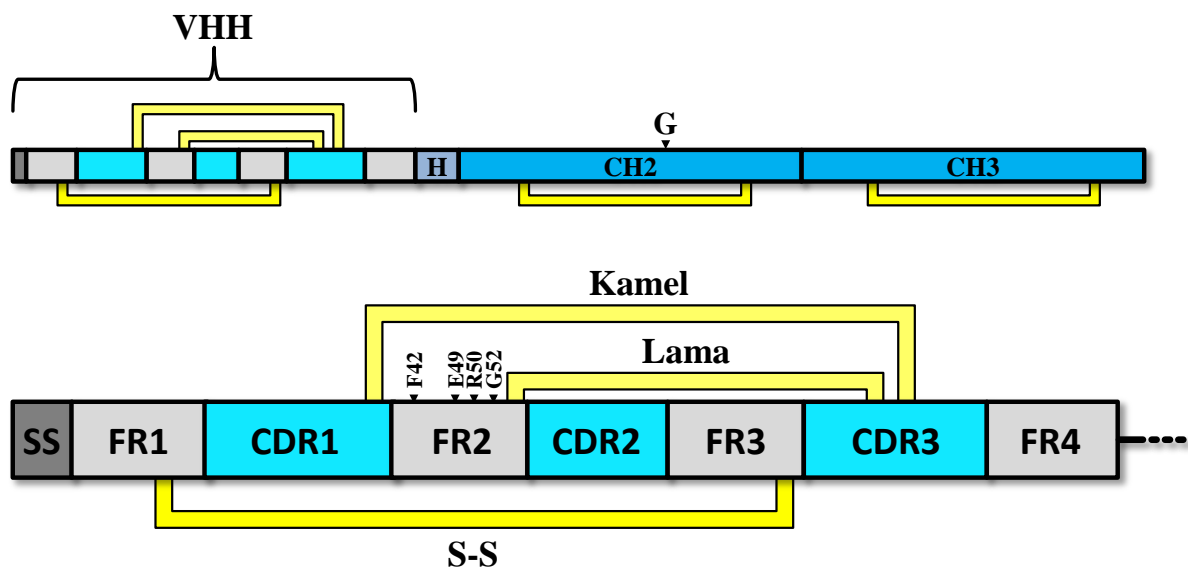 VHH
G
H CH2 CH3
Kamel
Lama
F42 E49 R50 G52
SS FR1 CDR1 FR2 CDR2 FR3 CDR3 FR4
S-S